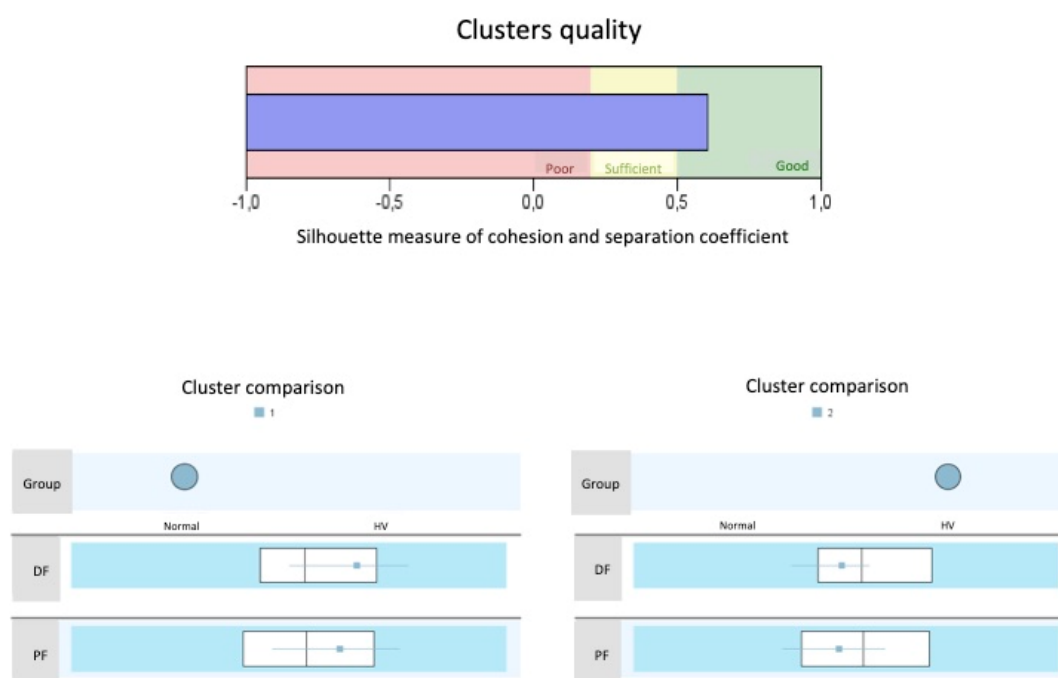 Clusters quality
Poor
Sufficient
Good
-1,0
-0,5
0,0
0,5
1,0
Silhouette measure of cohesion and separation coefficient
Cluster comparison
1
Group
Normal
HV
DF
PF
Cluster comparison
2
Group
Normal
HV
DF
PF